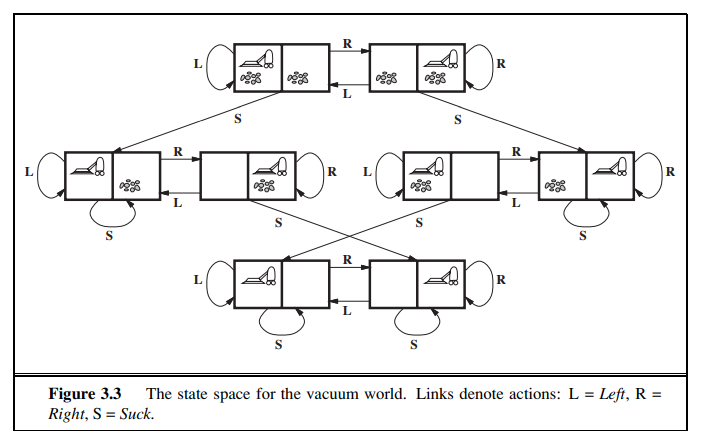 R
L R
L
S S
R R
L R L R
L L
S S
S S
R
L R
L
S S
Figure 3.3 The state space for the vacuum world. Links denote actions: L = Left, R =
Right, S = Suck.